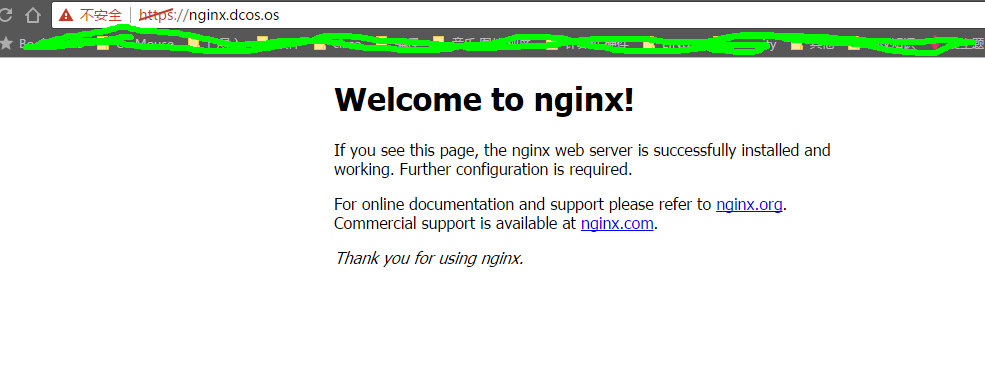 不安全 https://nginx.dcos.os
Welcome to nginx!
If you see this page, the nginx web server is successfully installed and
working. Further configuration is required.
For online documentation and support please refer to nginx.org.
Commercial support is available at nginx.com.
Thank you for using nginx.